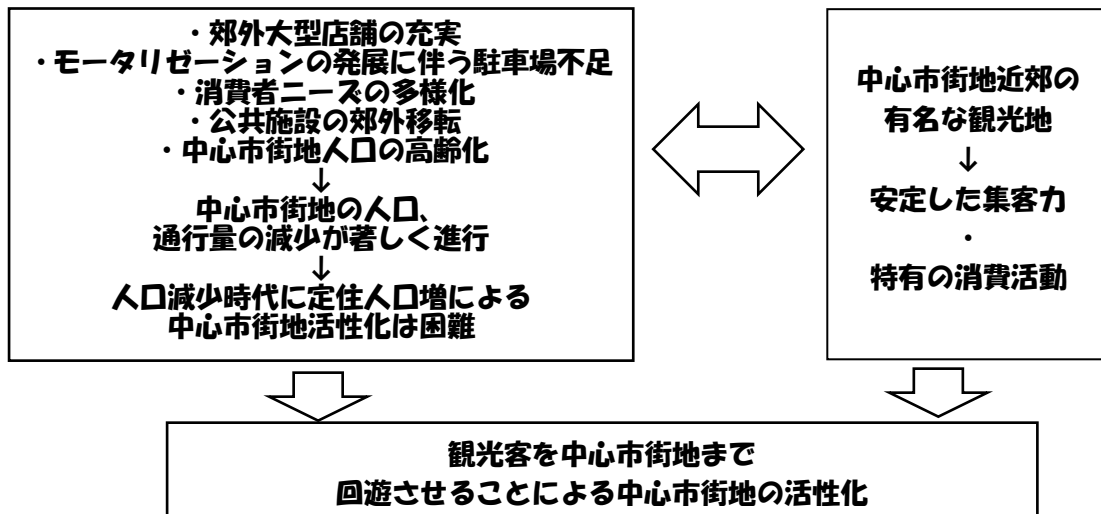 ・郊外大型店舗の充実
・モータリゼーションの発展に伴う駐車場不足
・消費者ニーズの多様化
・公共施設の郊外移転
・中心市街地人口の高齢化
↓
中心市街地の人口、
通行量の減少が著しく進行
↓
人口減少時代に定住人口増による
中心市街地活性化は困難
中心市街地近郊の
有名な観光地
↓
安定した集客力
・
特有の消費活動
観光客を中心市街地まで
回遊させることによる中心市街地の活性化